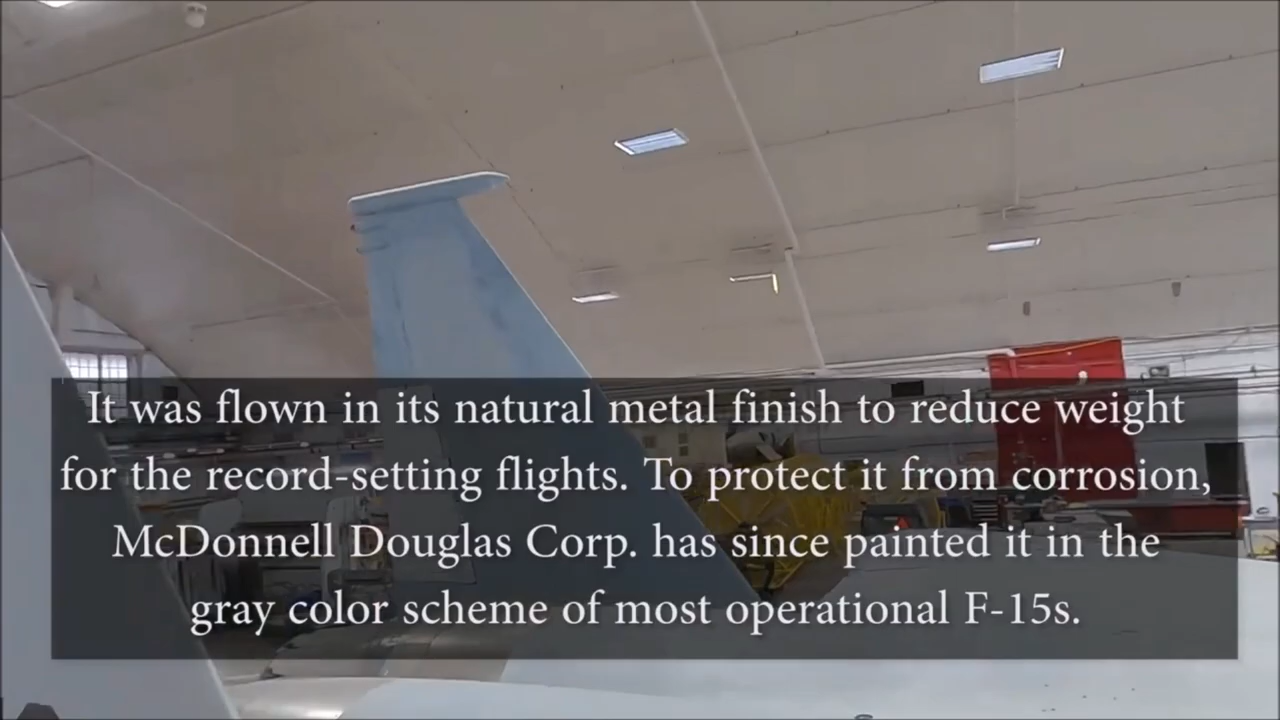 It was flown in its natural metal finish to reduce weight
for the record-setting flights. To protect it from corrosion,
McDonnell Douglas Corp. has since painted it in the
gray color scheme of most operational F-15s.